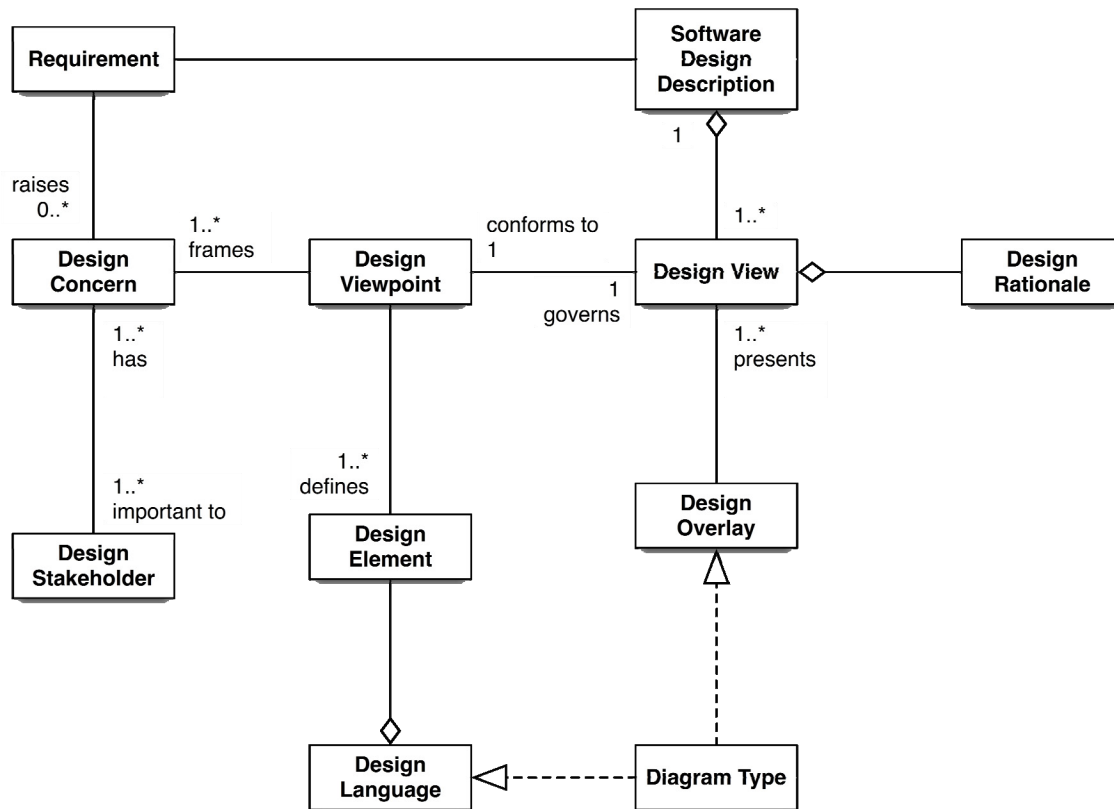 Requirement
Software
Design
Description
1
raises
0..*
1..*
frames
conforms to
1
1..*
Design
Concern
Design
Viewpoint
Design View
Design
Rationale
1
governs
1..*
has
1..*
presents
1..*
important to
1..*
defines
Design
Stakeholder
Design
Element
Design
Overlay
Design
Language
Diagram Type